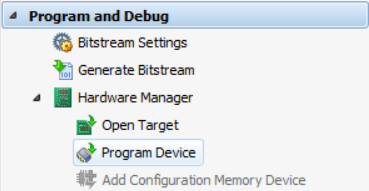 Program and Debug
Bitstream Settings
Generate Bitstream
Hardware Manager
Open Target
Program Device
Add Configuration Memory Device